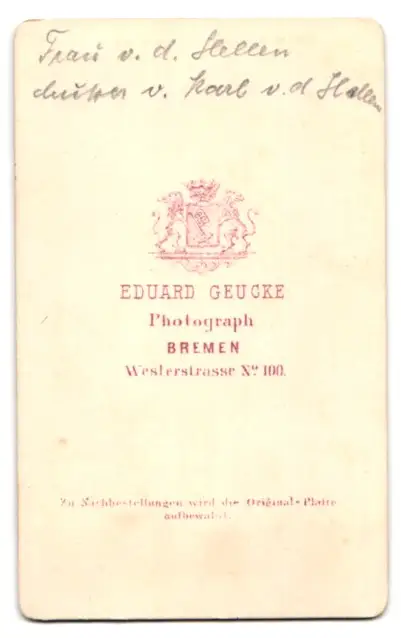 Frau v. d. Hellen
Mutter v. Karl v. d Hellen
EDUARD GEUCKE
Photograph
BREMEN
Westerstrasse No. 100.
Zu Nachbestellungen wird die Original-Platte
aufbewahrt.